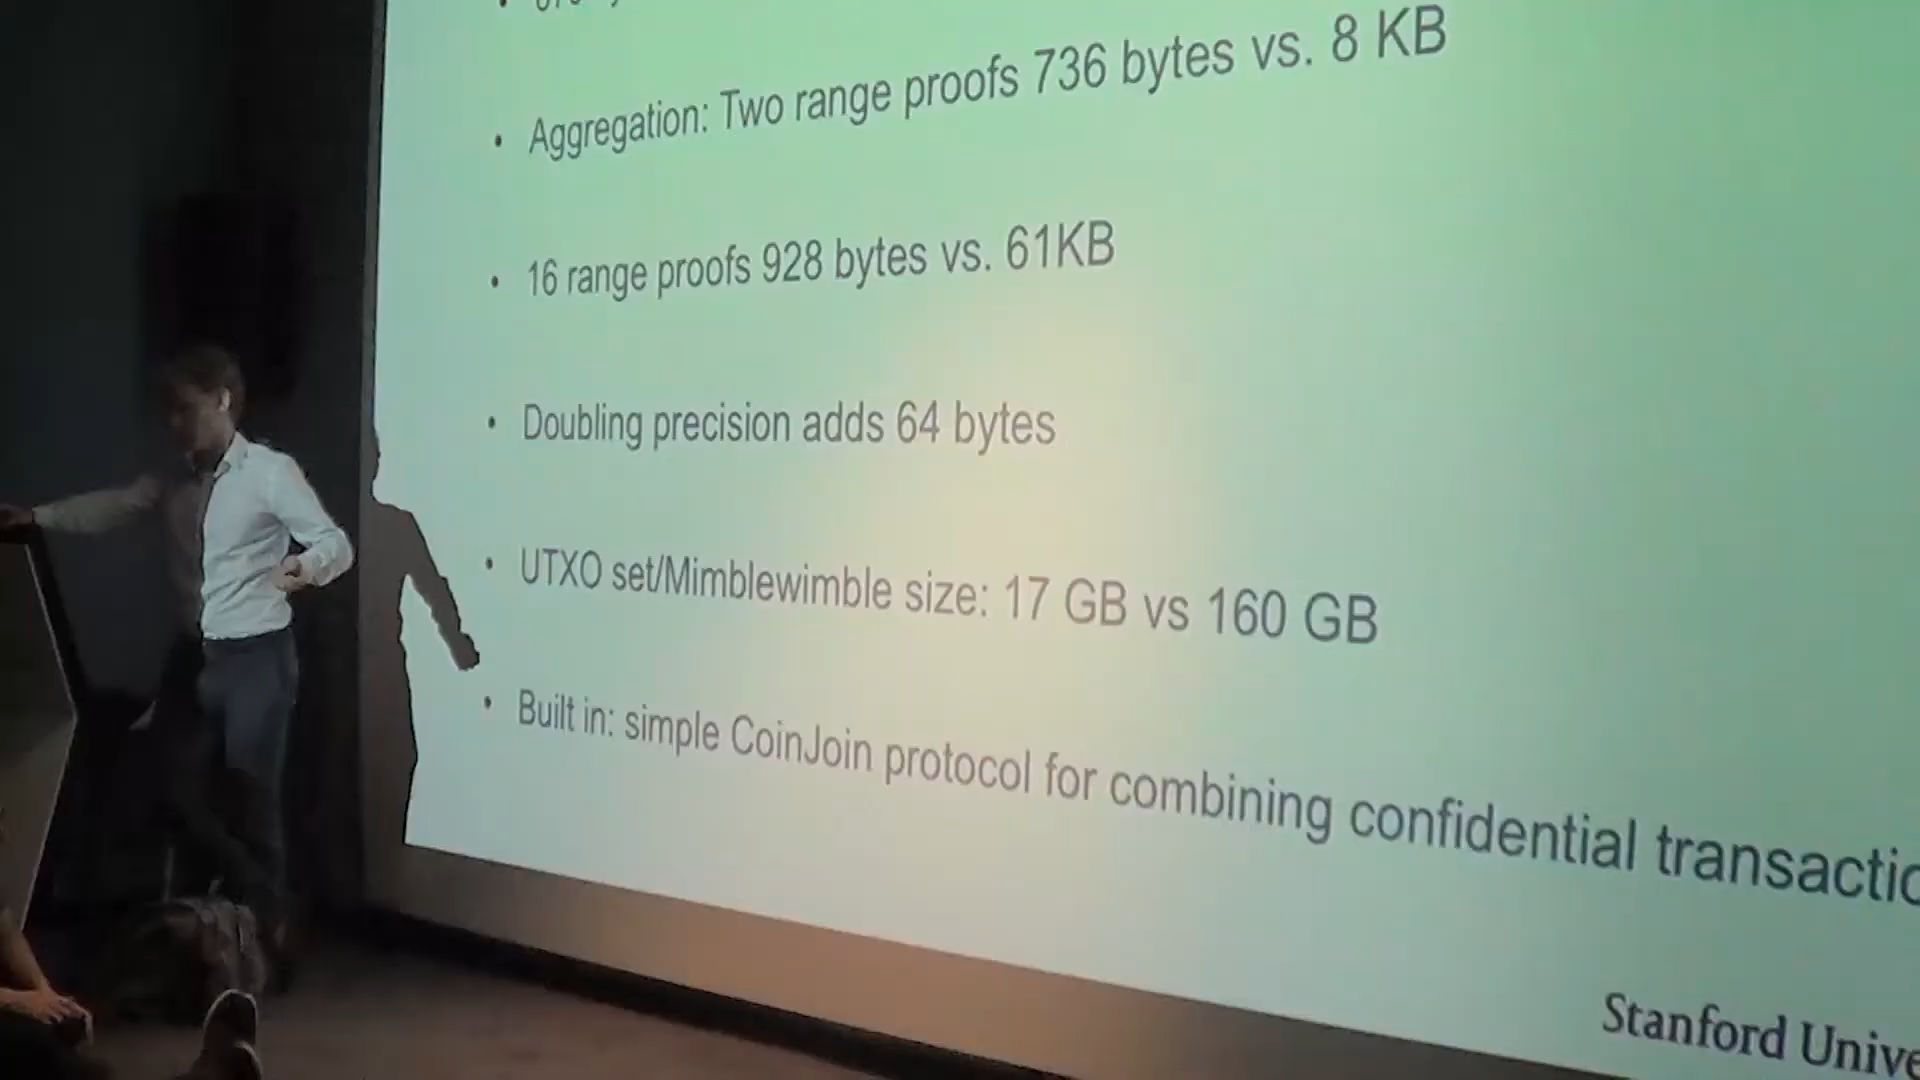 • Aggregation: Two range proofs 736 bytes vs. 8 KB
• 16 range proofs 928 bytes vs. 61KB
• Doubling precision adds 64 bytes
• UTXO set/Mimblewimble size: 17 GB vs 160 GB
• Built in: simple CoinJoin protocol for combining confidential
Stanford